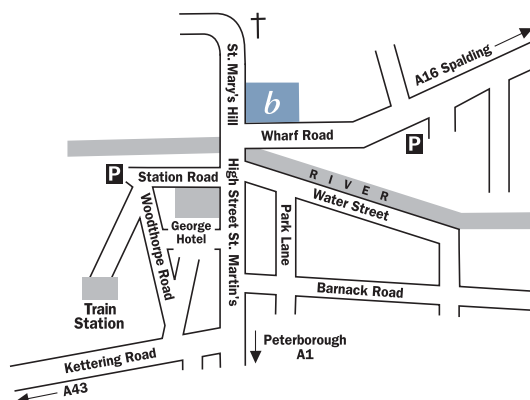 St. Mary's Hill
b
A16 Spalding
Wharf Road
P
P
Station Road
RIVER
Water Street
High Street St. Martin's
George
Hotel
Woodthorpe Road
Park Lane
Barnack Road
Train
Station
Peterborough
A1
Kettering Road
A43